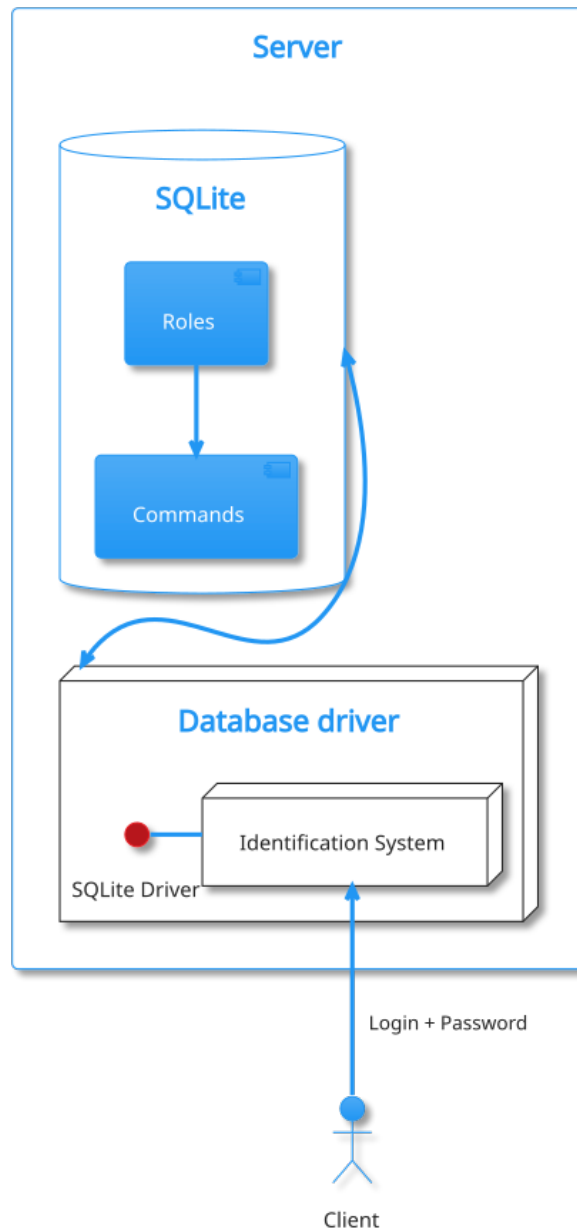 Server
SQLite
Roles
Commands
Database driver
Identification System
SQLite Driver
Login + Password
Client